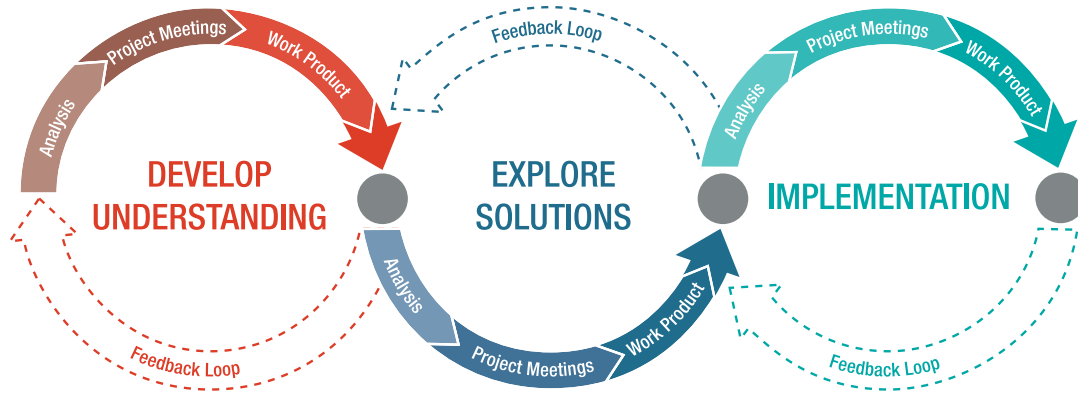 Analysis
Project Meetings
Work Product
DEVELOP
UNDERSTANDING
Feedback Loop
Feedback Loop
EXPLORE
SOLUTIONS
Analysis
Project Meetings
Work Product
Analysis
Project Meetings
Work Product
IMPLEMENTATION
Feedback Loop